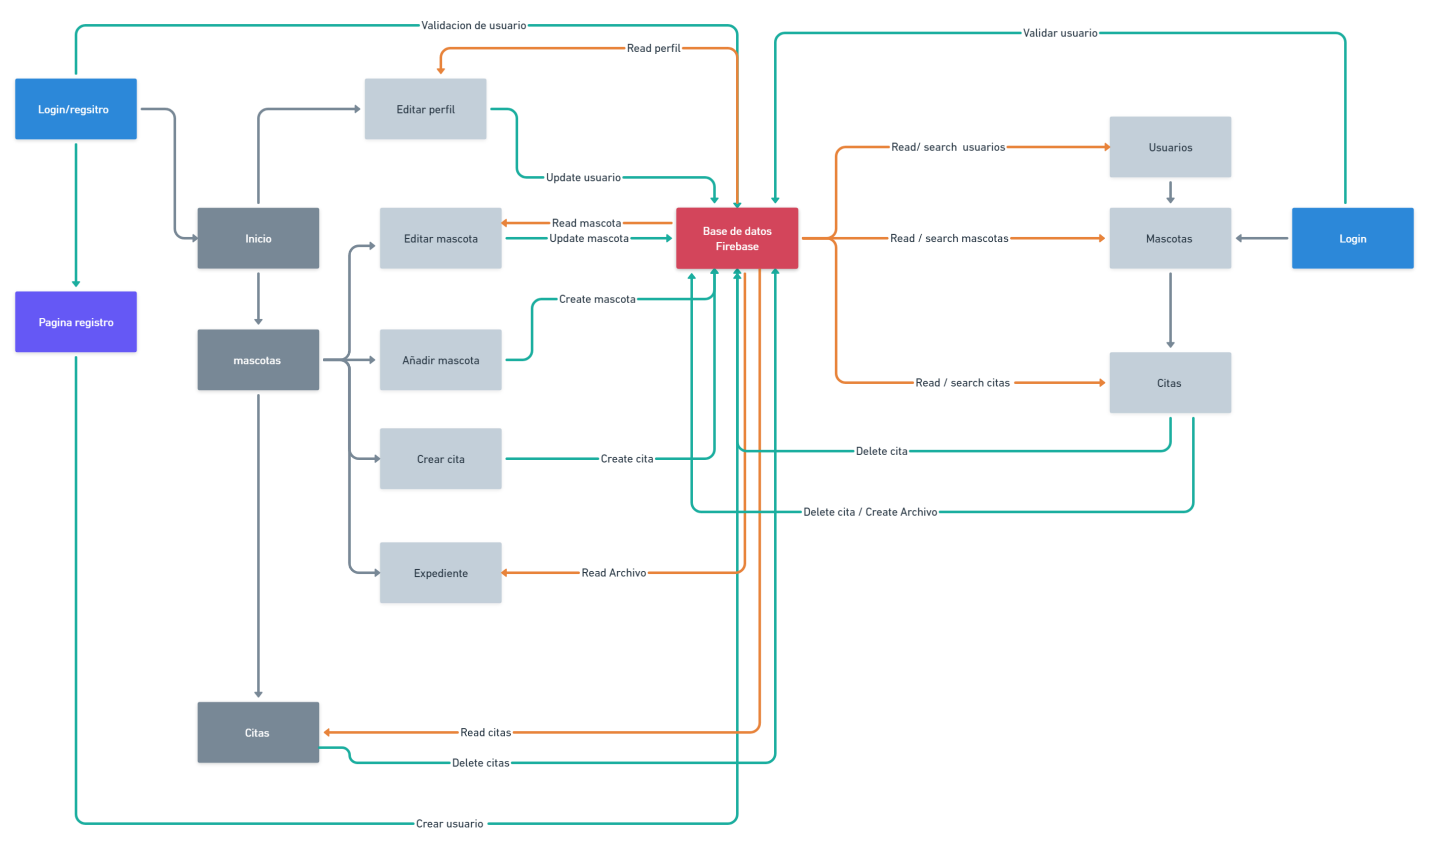 Validacion de usuario
Validar usuario
Read perfil
Login/regsitro
Editar perfil
Read/ search usuarios
Usuarios
Update usuario
Inicio
Editar mascota
Read mascota
Update mascota
Base de datos
Firebase
Read / search mascotas
Mascotas
Login
Create mascota
Pagina registro
mascotas
Añadir mascota
Read / search citas
Citas
Crear cita
Create cita
Delete cita
Delete cita / Create Archivo
Expediente
Read Archivo
Citas
Read citas
Delete citas
Crear usuario